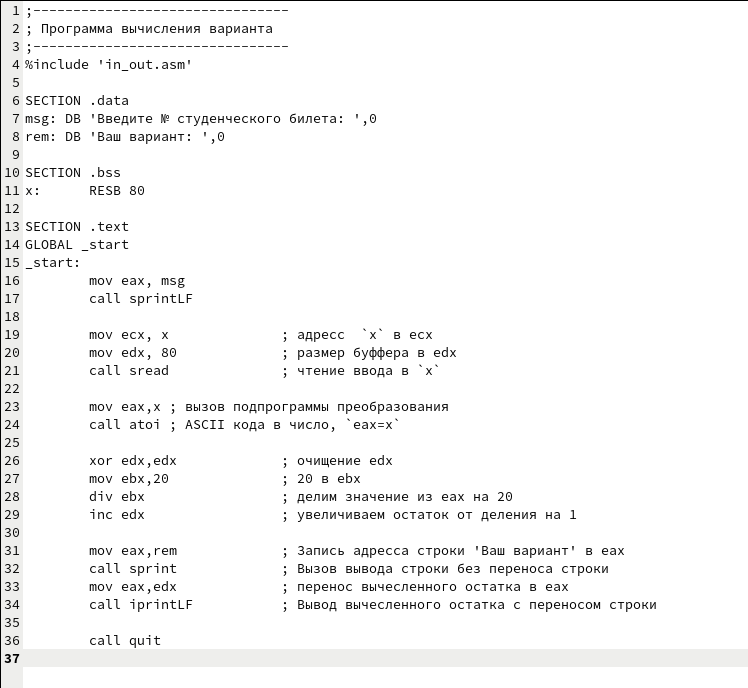 1 ;--------------------------------
2 ; Программа вычисления варианта
3 ;--------------------------------
4 %include 'in_out.asm'
5
6 SECTION .data
7 msg: DB 'Введите № студенческого билета: ',0
8 rem: DB 'Ваш вариант: ',0
9
10 SECTION .bss
11 x:      RESB 80
12
13 SECTION .text
14 GLOBAL _start
15 _start:
16         mov eax, msg
17         call sprintLF
18
19         mov ecx, x              ; адресс  `x` в ecx
20         mov edx, 80             ; размер буффера в edx
21         call sread              ; чтение ввода в `x`
22
23         mov eax,x ; вызов подпрограммы преобразования
24         call atoi ; ASCII кода в число, `eax=x`
25
26         xor edx,edx             ; очищение edx
27         mov ebx,20              ; 20 в ebx
28         div ebx                 ; делим значение из eax на 20
29         inc edx                 ; увеличиваем остаток от деления на 1
30
31         mov eax,rem             ; Запись адресса строки 'Ваш вариант' в eax
32         call sprint             ; Вызов вывода строки без переноса строки
33         mov eax,edx             ; перенос вычесленного остатка в eax
34         call iprintLF           ; Вывод вычесленного остатка с переносом строки
35
36         call quit
37